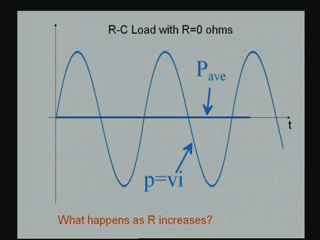 R-C Load with R=0 ohms
Pave
t
p=vi
What happens as R increases?